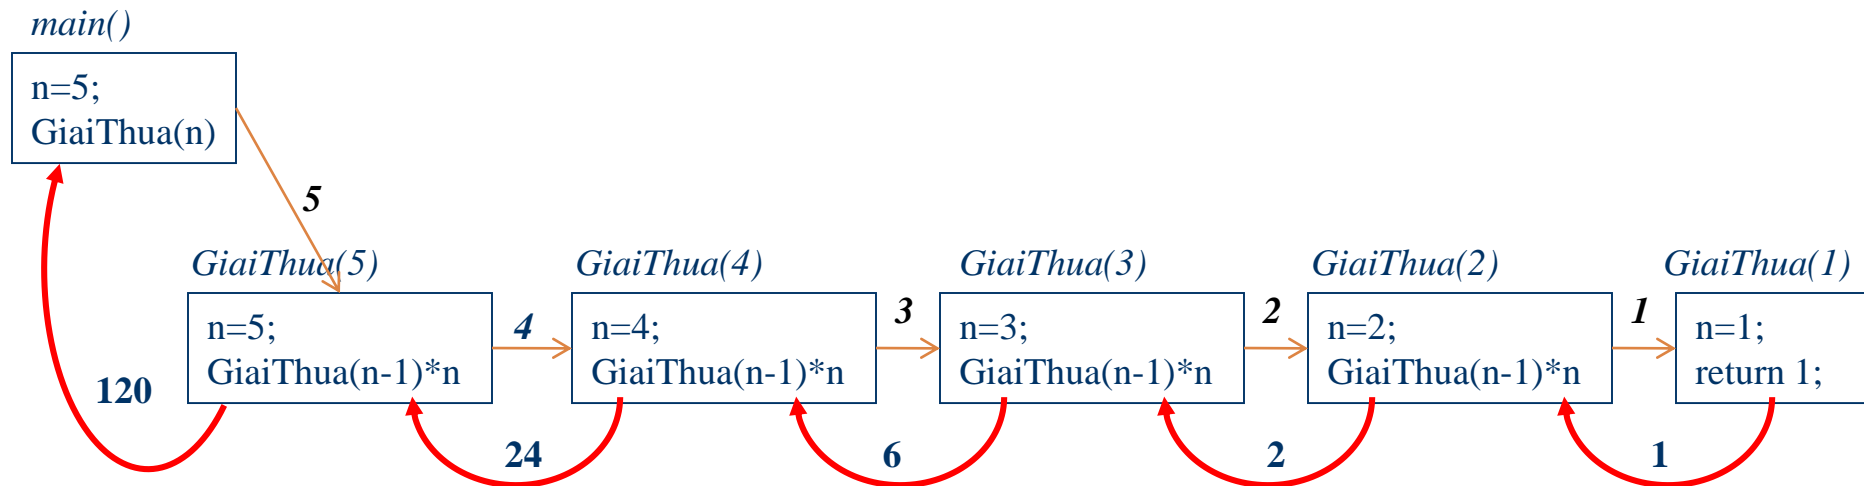 main()
n=5;
GiaiThua(n)
5
GiaiThua(5)
GiaiThua(4)
GiaiThua(3)
GiaiThua(2)
GiaiThua(1)
n=5;
GiaiThua(n-1)*n
4
n=4;
GiaiThua(n-1)*n
3
n=3;
GiaiThua(n-1)*n
2
n=2;
GiaiThua(n-1)*n
1
n=1;
return 1;
120
24
6
2
1